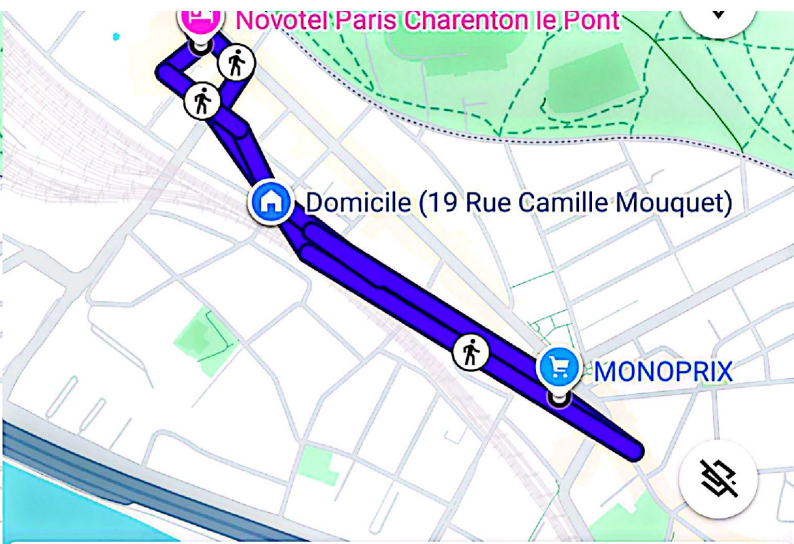 Novotel Paris Charenton le Pont
Domicile (19 Rue Camille Mouquet)
MONOPRIX